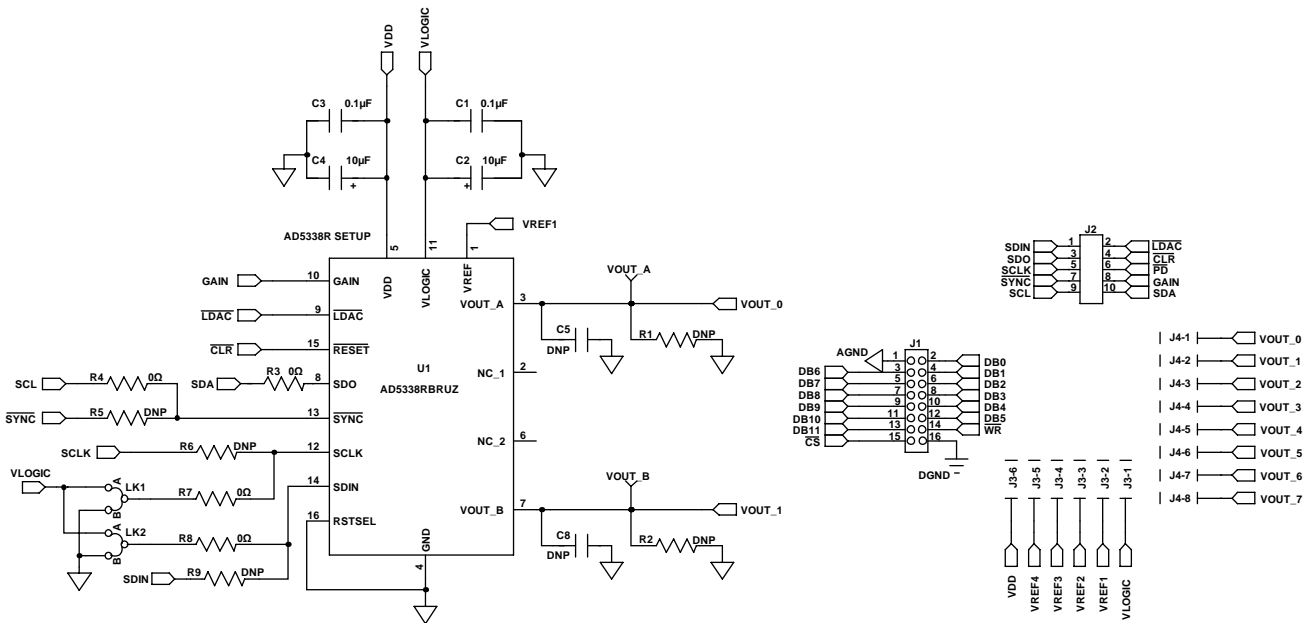 VDD
VLOGIC
C3 0.1µF
C1 0.1µF
C4 10µF
+
C2 10µF
+
AD5338R SETUP
5
11
1
VREF1
VDD
VLOGIC
VREF
GAIN 10 GAIN
LDAC 9 LDAC
CLR 15 RESET
SCL R4 0Ω
SDA R3 0Ω 8 SDO
SYNC R5 DNP 13 SYNC
SCLK R6 DNP 12 SCLK
VLOGIC
A LK1
B
R7 0Ω
14 SDIN
A LK2
B
R8 0Ω
16 RSTSEL
SDIN R9 DNP
U1
AD5338RBRUZ
GND
4
VOUT_A 3
VOUT_A
VOUT_0
C5
DNP
R1 DNP
NC_1 2
NC_2 6
VOUT_B 7
VOUT_B
VOUT_1
C8
DNP
R2 DNP
J2
SDIN 1 2 LDAC
SDO 3 4 CLR
SCLK 5 6 PD
SYNC 7 8 GAIN
SCL 9 10 SDA
J1
AGND 1 2 DB0
DB6 3 4 DB1
DB7 5 6 DB2
DB8 7 8 DB3
DB9 9 10 DB4
DB10 11 12 DB5
DB11 13 14 WR
CS 15 16
DGND
J4-1 VOUT_0
J4-2 VOUT_1
J4-3 VOUT_2
J4-4 VOUT_3
J4-5 VOUT_4
J4-6 VOUT_5
J4-7 VOUT_6
J4-8 VOUT_7
J3-6 VDD
J3-5 VREF4
J3-4 VREF3
J3-3 VREF2
J3-2 VREF1
J3-1 VLOGIC